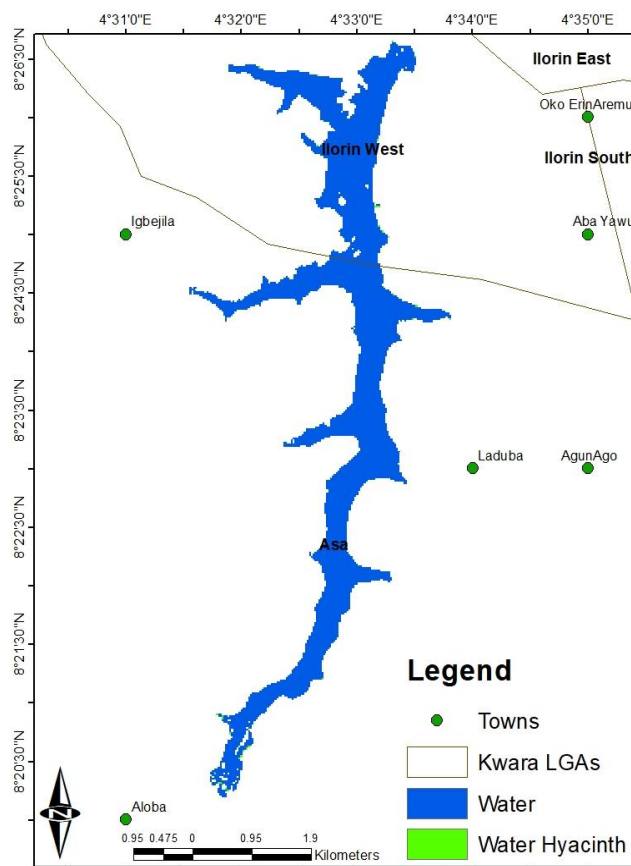 4°31'0"E 4°32'0"E 4°33'0"E 4°34'0"E 4°35'0"E
8°26'30"N
Ilorin East
Oko ErinAremu
Ilorin West
Ilorin South
8°25'30"N
Igbejila
Aba Yawu
8°24'30"N
8°23'30"N
Laduba
AgunAgo
8°22'30"N
Asa
8°21'30"N
Legend
Towns
Kwara LGAs
8°20'30"N
Water
Aloba
N
0.95 0.475 0 0.95 1.9
Kilometers
Water Hyacinth